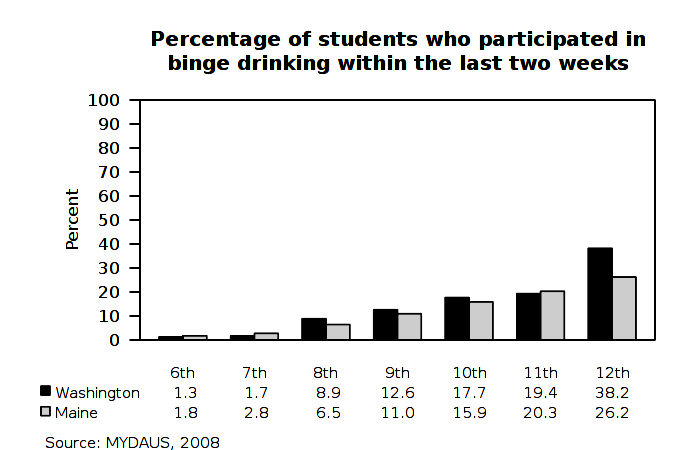 Percentage of students who participated in
binge drinking within the last two weeks
100
90
80
70
60
50
40
30
20
10
0
Percent
6th 7th 8th 9th 10th 11th 12th
Washington 1.3 1.7 8.9 12.6 17.7 19.4 38.2
Maine 1.8 2.8 6.5 11.0 15.9 20.3 26.2
Source: MYDAUS, 2008